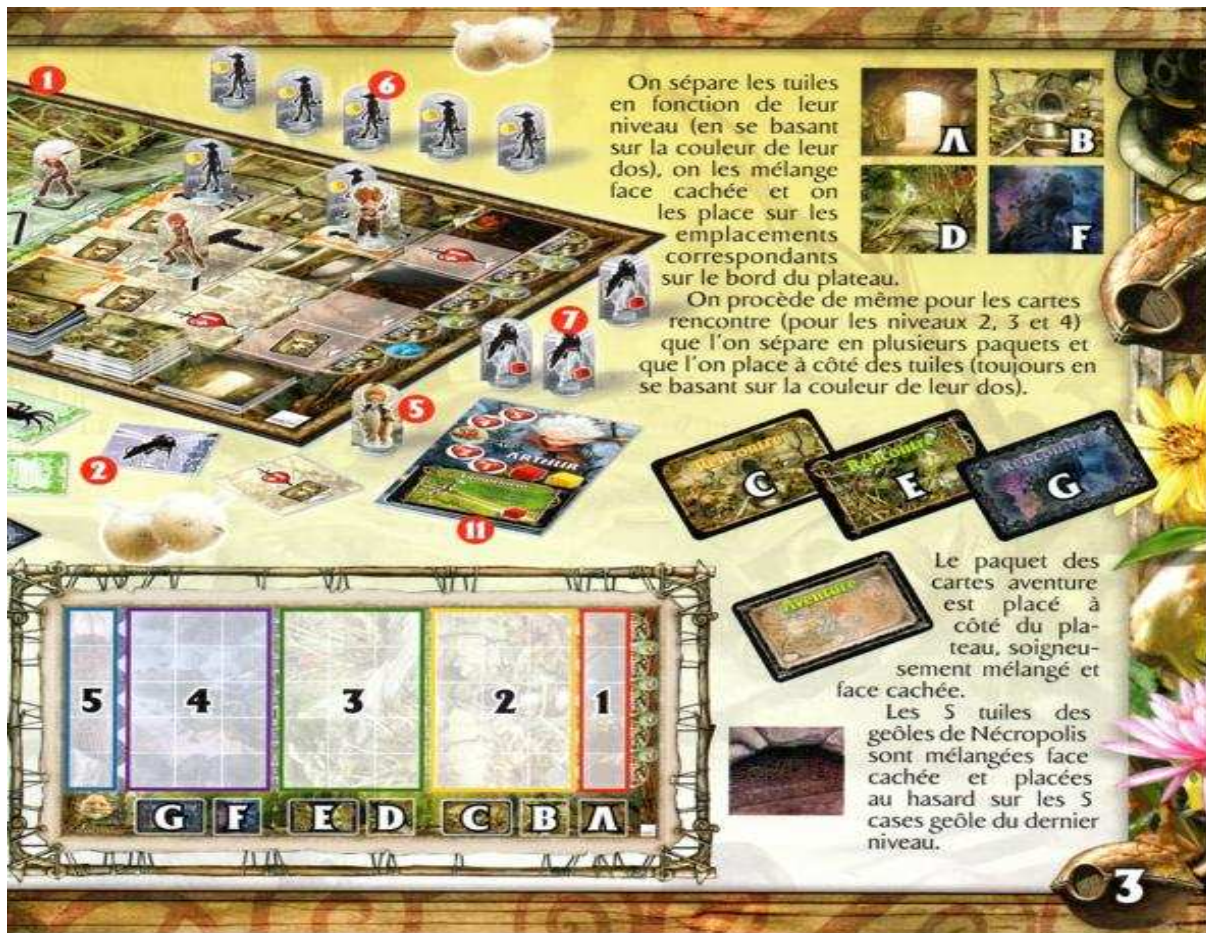 1
6
On sépare les tuiles
en fonction de leur
niveau (en se basant
sur la couleur de leur
dos), on les mélange
face cachée et on
les place sur les
emplacements
correspondants
sur le bord du plateau.
A
B
D
F
On procède de même pour les cartes
rencontre (pour les niveaux 2, 3 et 4)
que l'on sépare en plusieurs paquets et
que l'on place à côté des tuiles (toujours en
se basant sur la couleur de leur dos).
7
5
2
ARTHUR
11
Rencontre
C
Rencontre
E
Rencontre
G
Aventure
Le paquet des
cartes aventure
est placé à
côté du pla-
teau, soigneu-
sement mélangé et
face cachée.
Les 5 tuiles des
geôles de Nécropolis
sont mélangées face
cachée et placées
au hasard sur les 5
cases geôle du dernier
niveau.
5 4 3 2 1
G F E D C B A
3